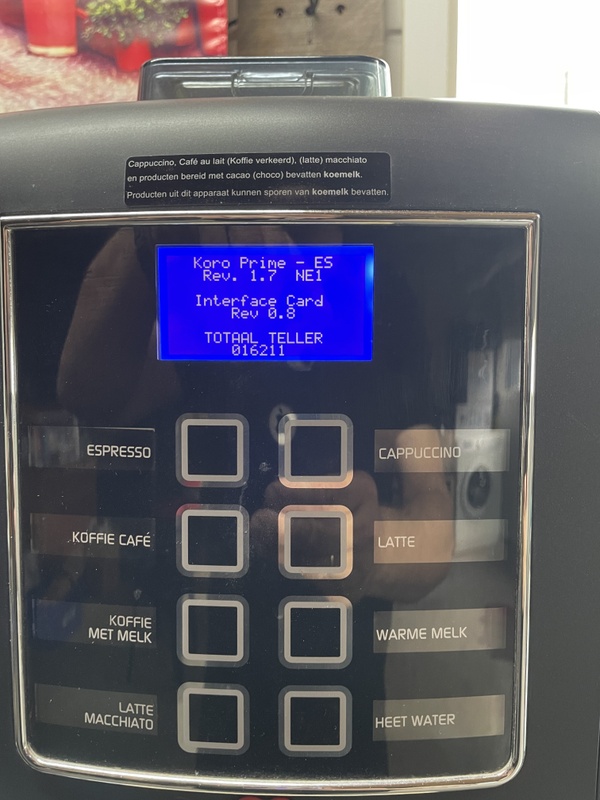 Cappuccino, Café au lait (Koffie verkeerd), (latte) macchiato
en producten bereid met cacao (choco) bevatten koemelk.
Producten uit dit apparaat kunnen sporen van koemelk bevatten.
Koro Prime - ES
Rev. 1.7 NE1
Interface Card
Rev 0.8
TOTAAL TELLER
016211
ESPRESSO
CAPPUCCINO
KOFFIE CAFÉ
LATTE
KOFFIE
MET MELK
WARME MELK
LATTE
MACCHIATO
HEET WATER